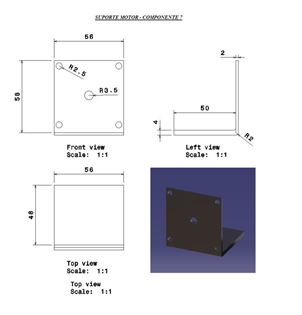 SUPORTE MOTOR - COMPONENTE 7
56
2
R2.5
R3.5
58
50
4
R2
Front view
Scale: 1:1
Left view
Scale: 1:1
56
48
Top view
Scale: 1:1
Top view
Scale: 1:1